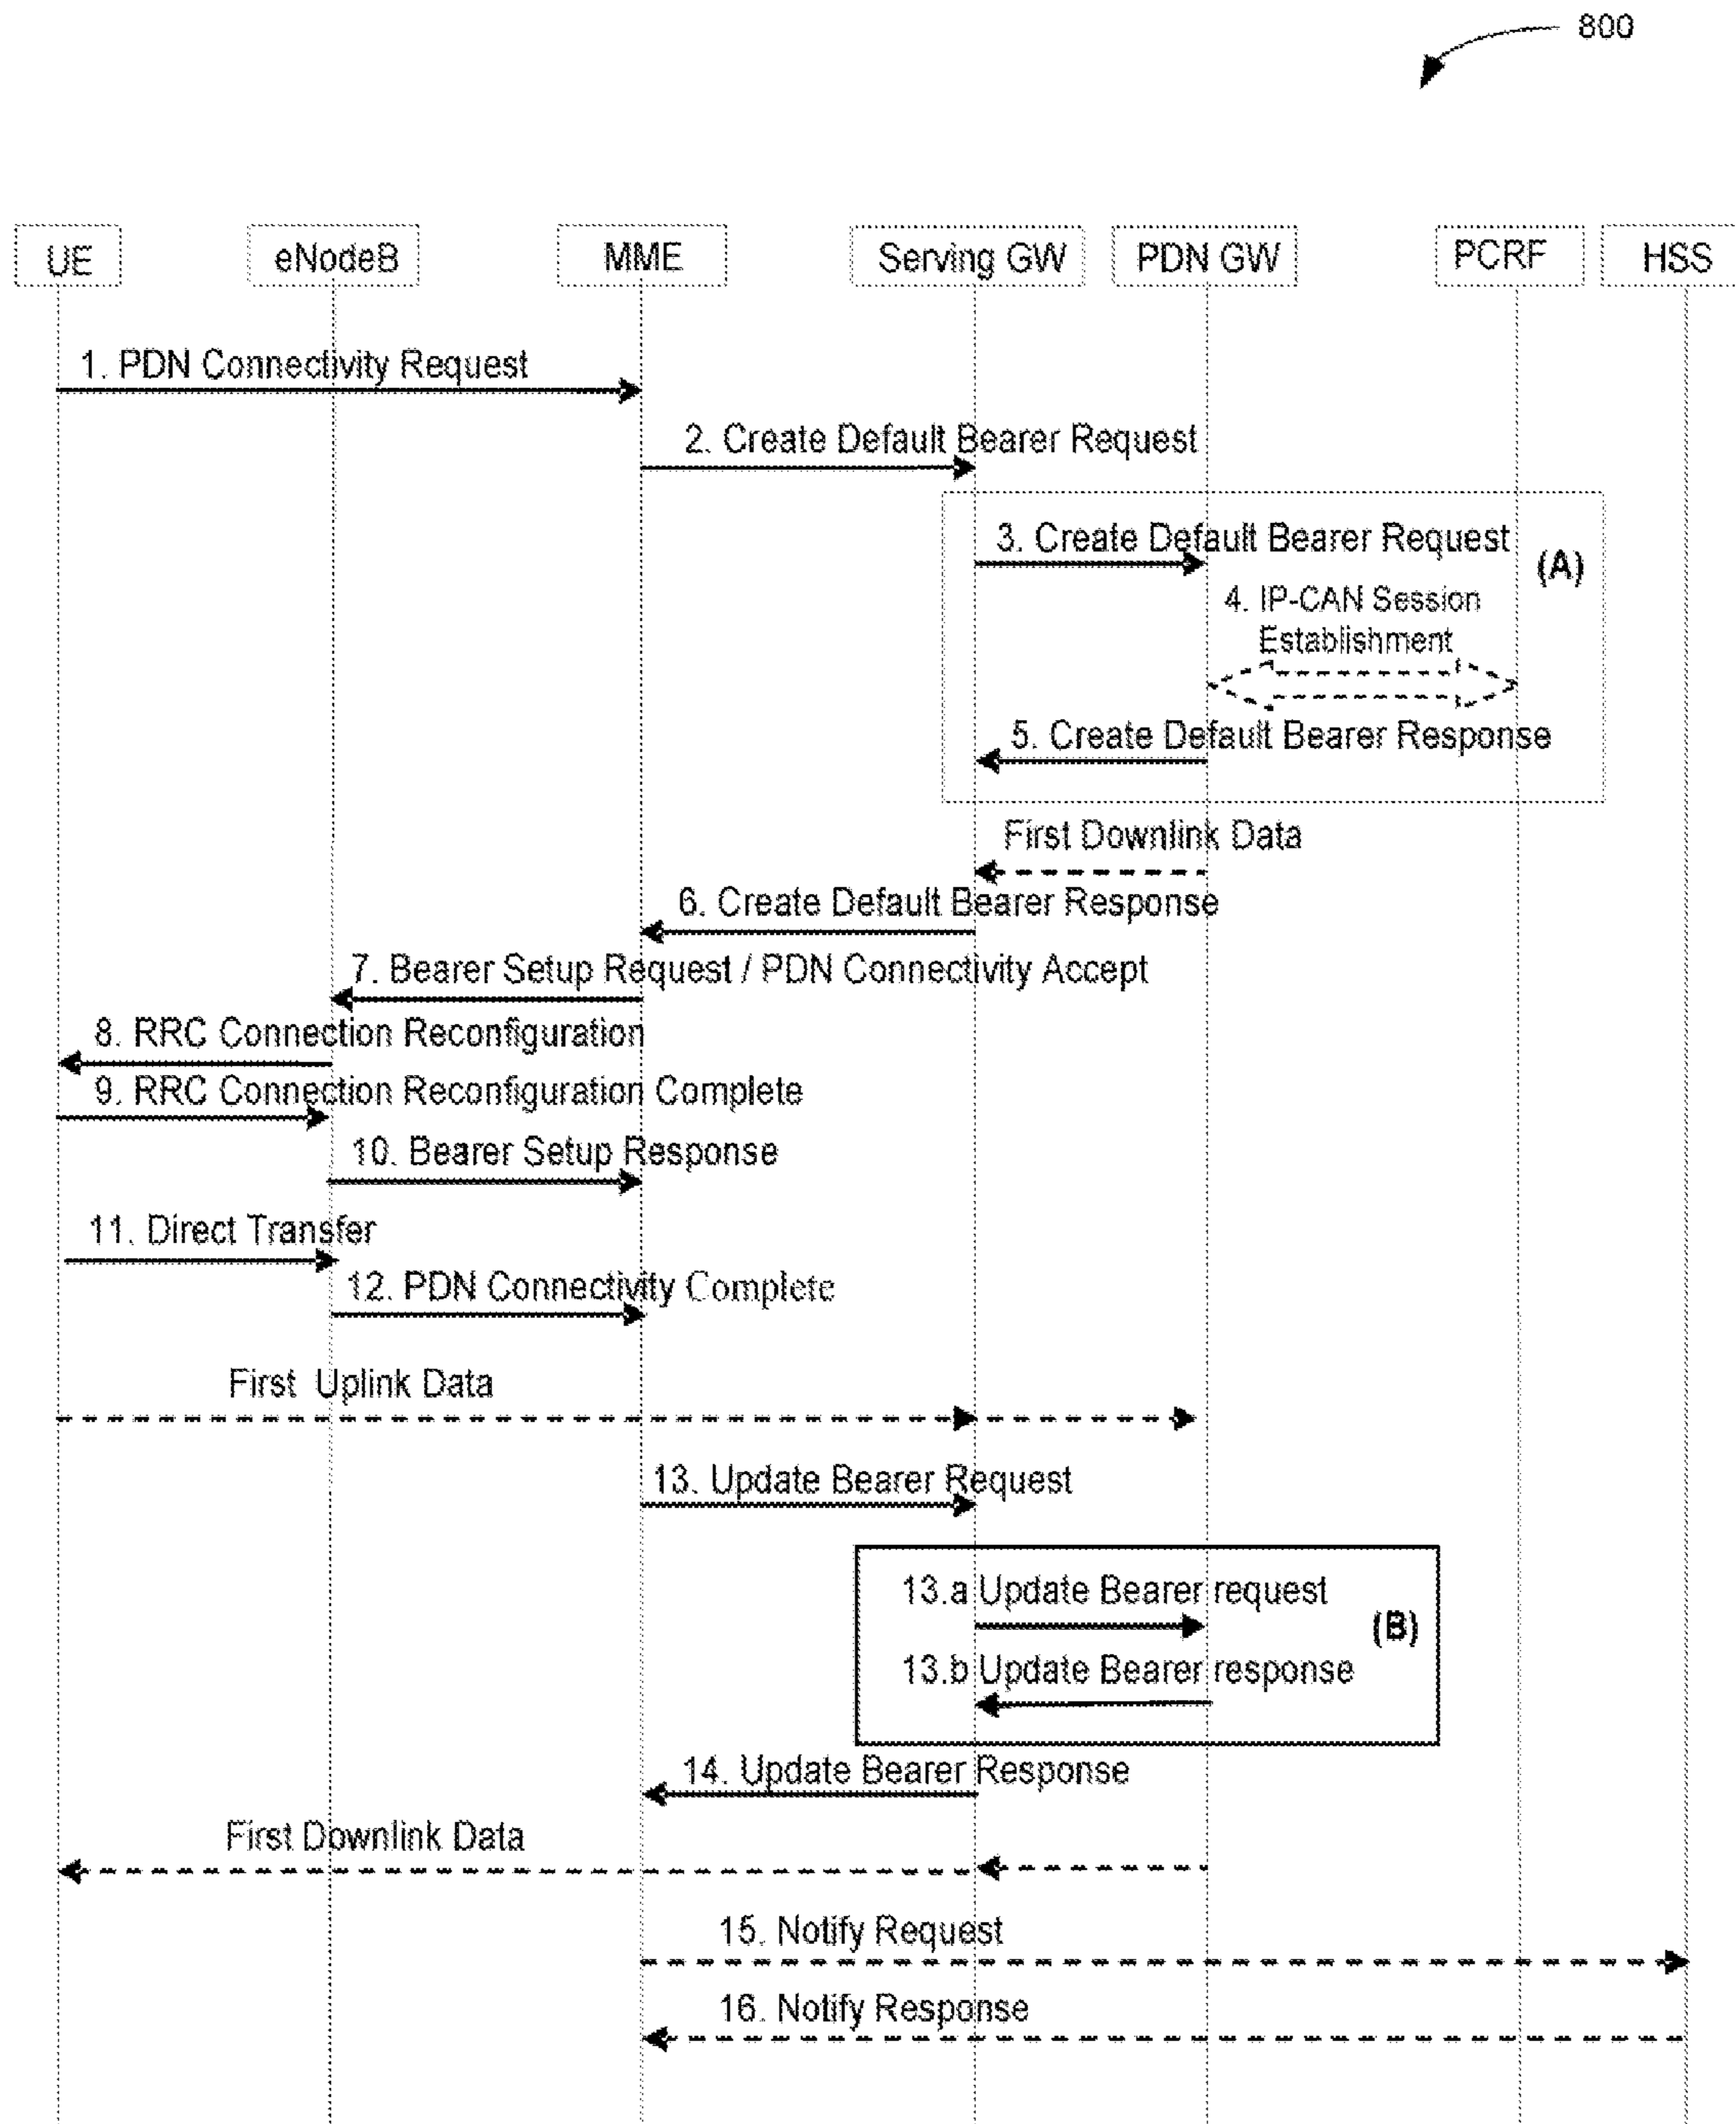 800
UE eNodeB MME Serving GW PDN GW PCRF HSS
1. PDN Connectivity Request
2. Create Default Bearer Request
3. Create Default Bearer Request
(A)
4. IP-CAN Session
Establishment
5. Create Default Bearer Response
First Downlink Data
6. Create Default Bearer Response
7. Bearer Setup Request / PDN Connectivity Accept
8. RRC Connection Reconfiguration
9. RRC Connection Reconfiguration Complete
10. Bearer Setup Response
11. Direct Transfer
12. PDN Connectivity Complete
First Uplink Data
13. Update Bearer Request
13.a Update Bearer request
(B)
13.b Update Bearer response
14. Update Bearer Response
First Downlink Data
15. Notify Request
16. Notify Response